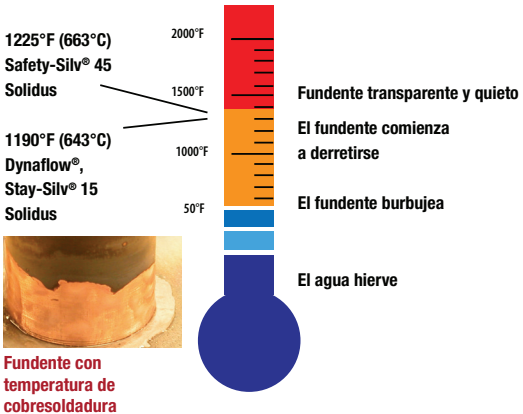 1225°F (663°C)
Safety-Silv® 45
Solidus
1190°F (643°C)
Dynaflow®,
Stay-Silv® 15
Solidus
2000°F
1500°F
1000°F
50°F
Fundente transparente y quieto
El fundente comienza
a derretirse
El fundente burbujea
El agua hierve
Fundente con
temperatura de
cobresoldadura